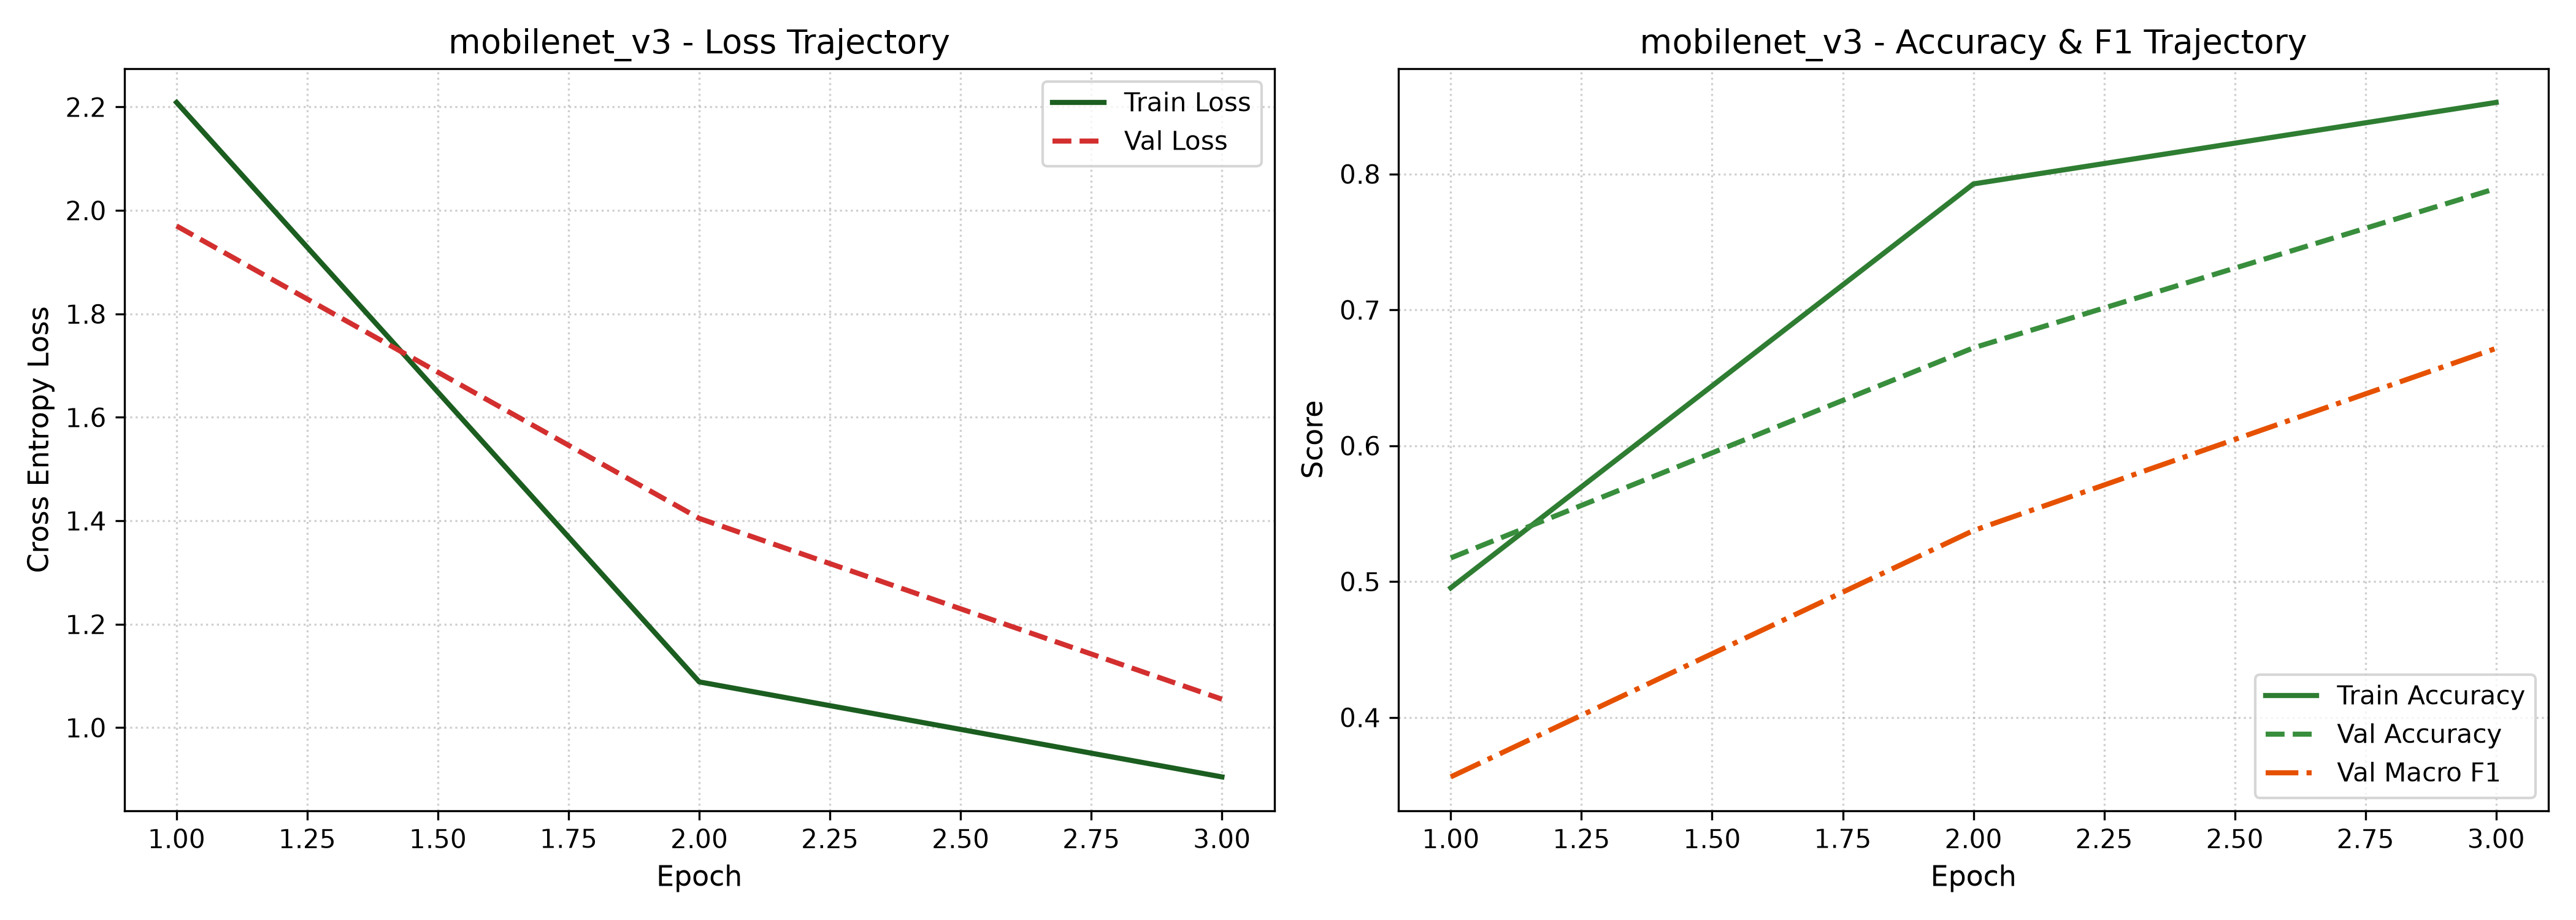 mobilenet_v3 - Loss Trajectory
2.2
2.0
1.8
1.6
1.4
1.2
1.0
Cross Entropy Loss
Train Loss
Val Loss
1.00 1.25 1.50 1.75 2.00 2.25 2.50 2.75 3.00
Epoch
mobilenet_v3 - Accuracy & F1 Trajectory
0.8
0.7
0.6
0.5
0.4
Score
Train Accuracy
Val Accuracy
Val Macro F1
1.00 1.25 1.50 1.75 2.00 2.25 2.50 2.75 3.00
Epoch